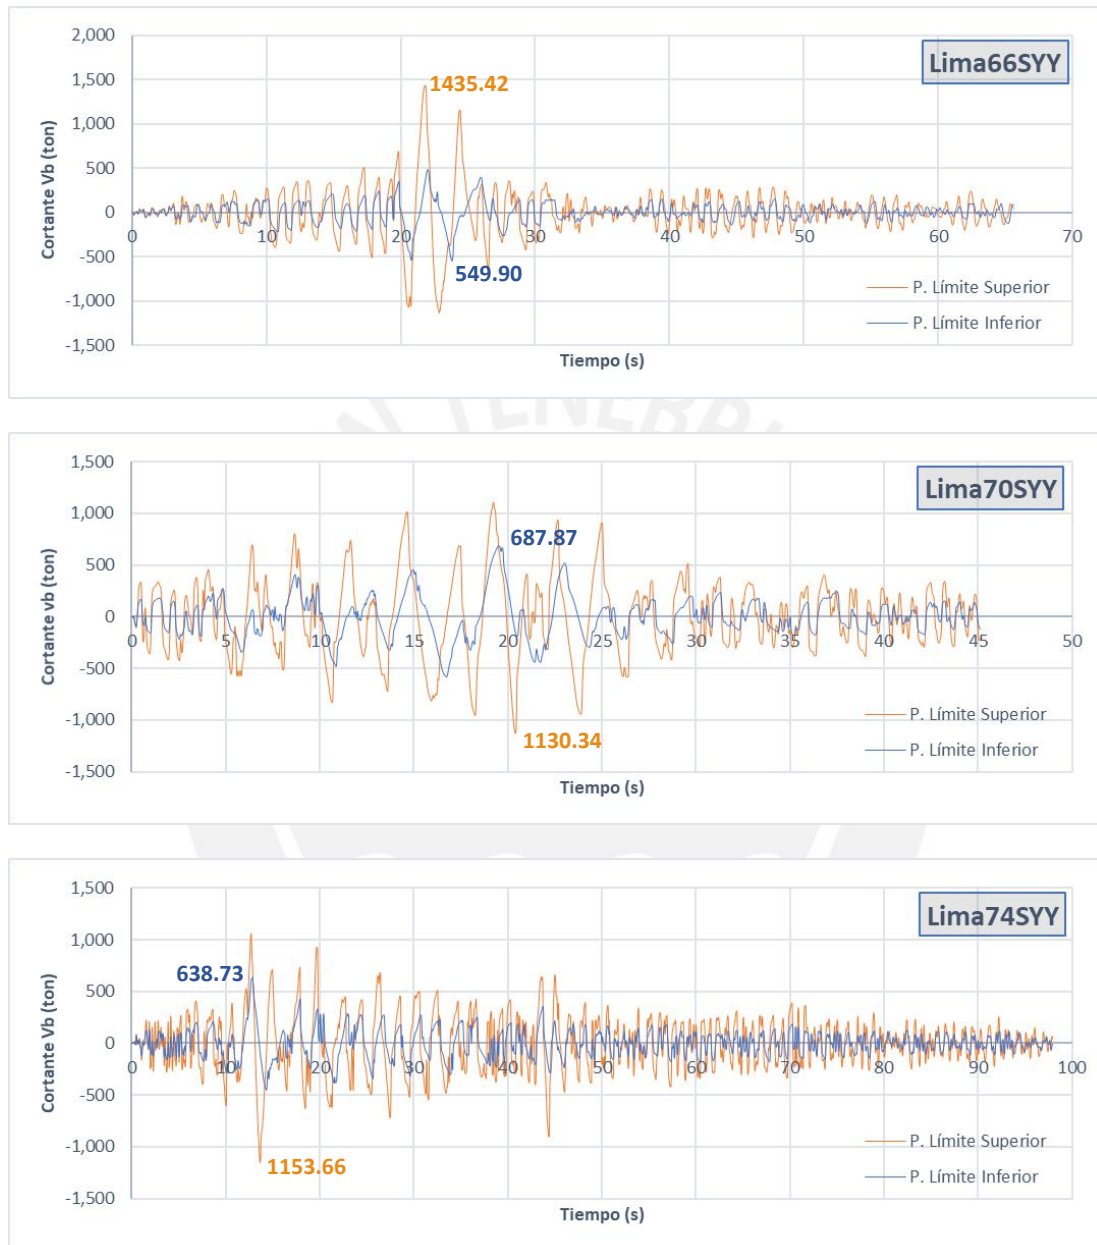 2,000
Lima66SYY
1,500
1435.42
1,000
500
0
0 10 20 30 40 50 60 70
-500
549.90
-1,000
-1,500
Cortante Vb (ton)
P. Límite Superior
P. Límite Inferior
Tiempo (s)
N TENEBRI
1,500
Lima70SYY
1,000
687.87
500
0
0 5 10 15 20 25 30 35 40 45 50
-500
-1,000
1130.34
-1,500
Cortante vb (ton)
P. Límite Superior
P. Límite Inferior
Tiempo (s)
1,500
Lima74SYY
1,000
638.73
500
0
0 10 20 30 40 50 60 70 80 90 100
-500
-1,000
1153.66
-1,500
Cortante Vb (ton)
P. Límite Superior
P. Límite Inferior
Tiempo (s)